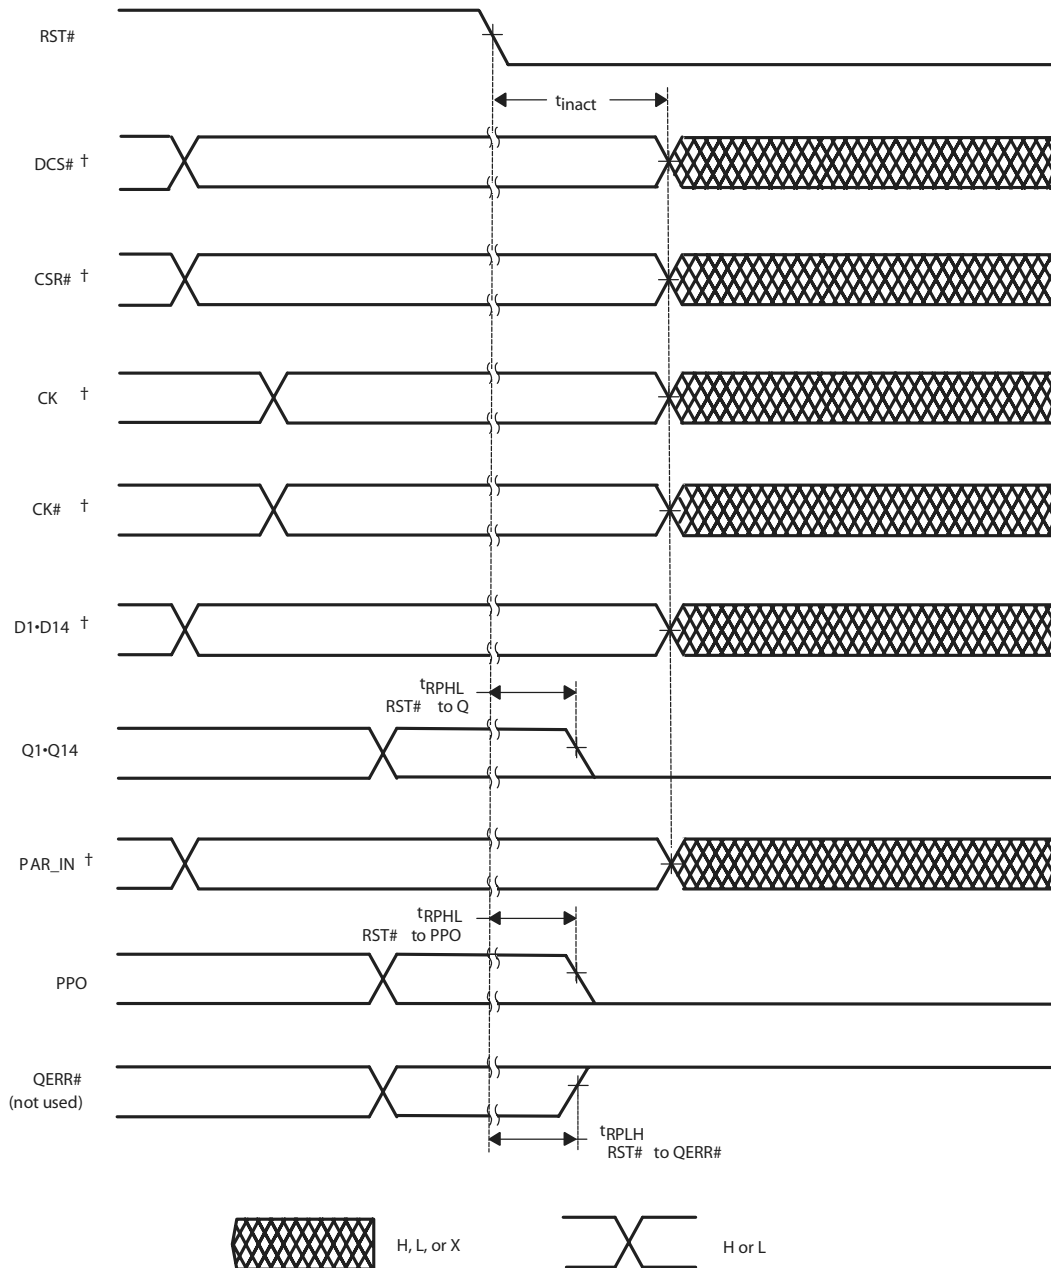 RST#
tinact
DCS# †
CSR# †
CK †
CK# †
D1•D14 †
tRPHL
RST# to Q
Q1•Q14
PAR_IN †
tRPHL
RST# to PPO
PPO
QERR#
(not used)
tRPLH
RST# to QERR#
H, L, or X
H or L